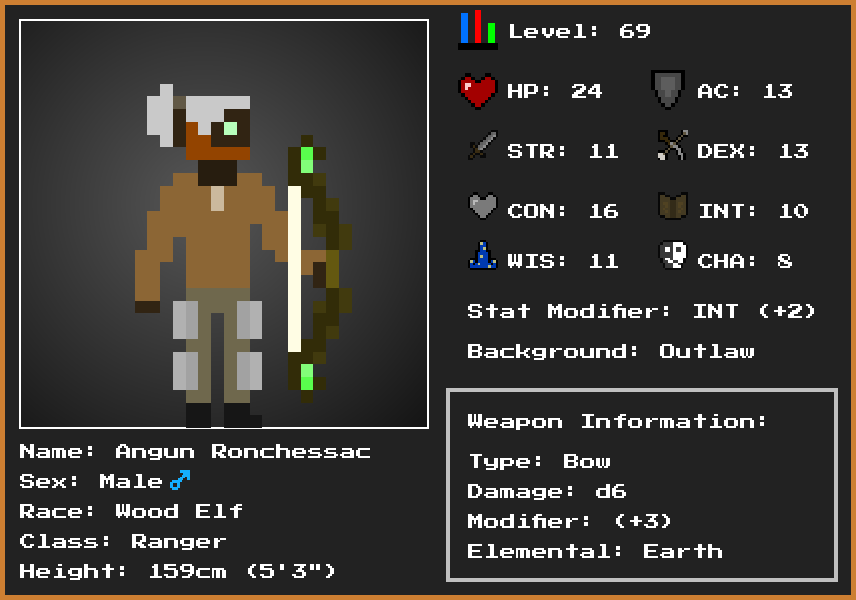 Level: 69
HP: 24 AC: 13
STR: 11 DEX: 13
CON: 16 INT: 10
WIS: 11 CHA: 8
Stat Modifier: INT (+2)
Background: Outlaw
Weapon Information:
Type: Bow
Damage: d6
Modifier: (+3)
Elemental: Earth
Name: Angun Ronchessac
Sex: Male ♂
Race: Wood Elf
Class: Ranger
Height: 159cm (5'3")